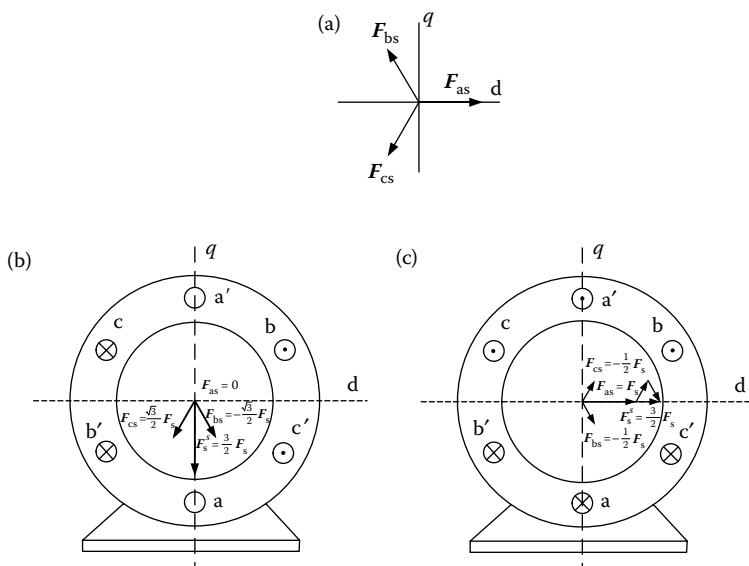 (a)
q
F_bs
F_as
d
F_cs
(b)
q
a′
c
b
F_as = 0
d
F_cs = √3/2 F_s
F_bs = −√3/2 F_s
b′
F_s^s = 3/2 F_s
c′
a
(c)
q
a′
c
b
F_cs = −1/2 F_s
F_as = F_s
d
F_s^s = 3/2 F_s
b′
F_bs = −1/2 F_s
c′
a